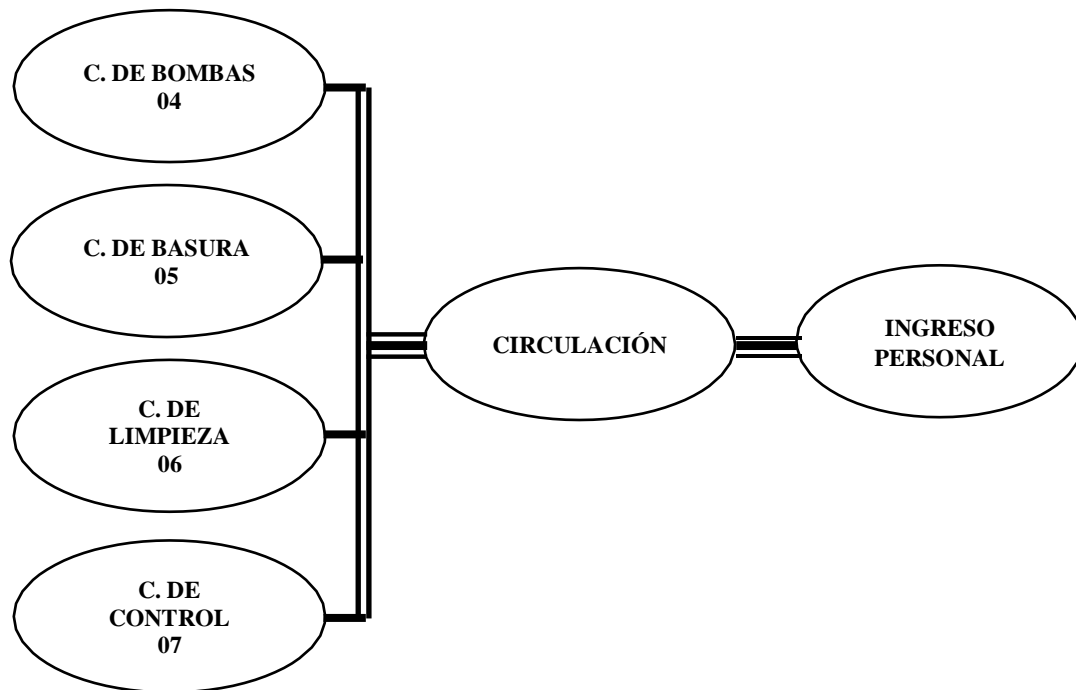 C. DE BOMBAS
04
C. DE BASURA
05
C. DE
LIMPIEZA
06
C. DE
CONTROL
07
CIRCULACIÓN
INGRESO
PERSONAL